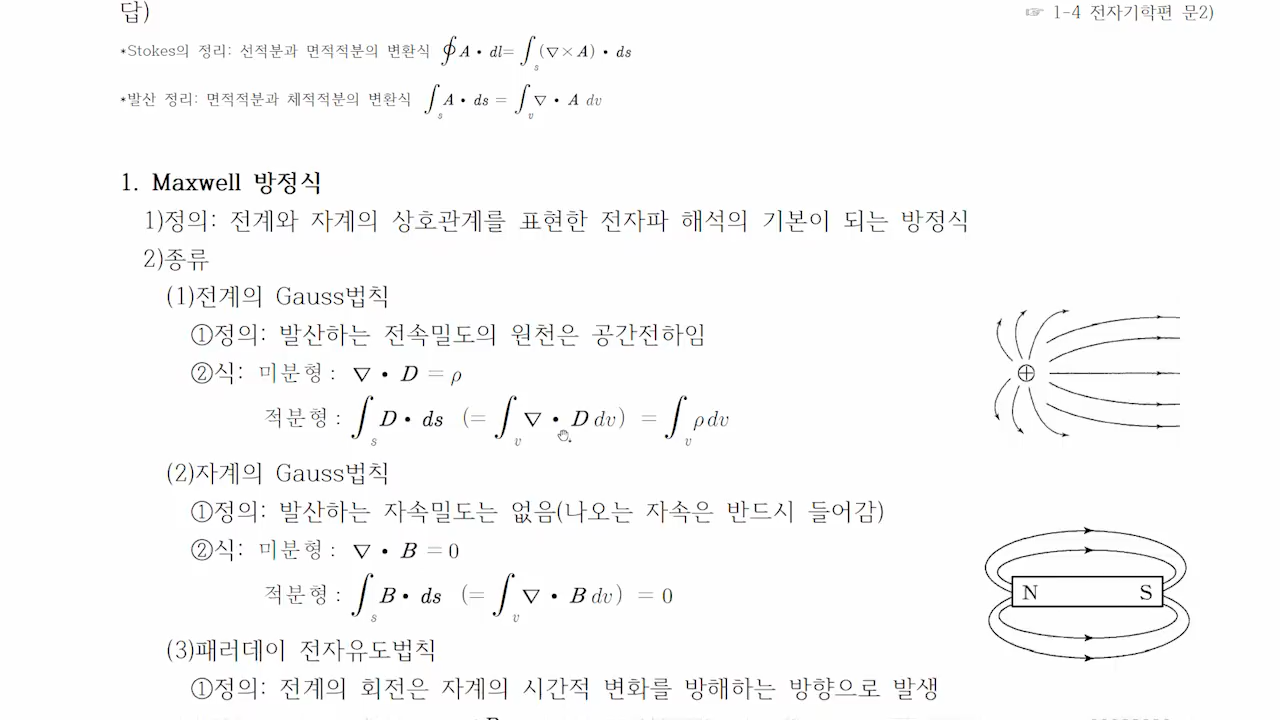 답)
☞ 1-4 전자기학편 문2)
*Stokes의 정리: 선적분과 면적적분의 변환식 ∮A• dl=∫s(▽×A) • ds
*발산 정리: 면적적분과 체적적분의 변환식 ∫s A• ds = ∫v ▽• A dv
1. Maxwell 방정식
1)정의: 전계와 자계의 상호관계를 표현한 전자파 해석의 기본이 되는 방정식
2)종류
(1)전계의 Gauss법칙
①정의: 발산하는 전속밀도의 원천은 공간전하임
②식: 미분형: ▽• D = ρ
적분형: ∫s D• ds (= ∫v ▽• D dv) = ∫v ρ dv
(2)자계의 Gauss법칙
①정의: 발산하는 자속밀도는 없음(나오는 자속은 반드시 들어감)
②식: 미분형: ▽• B = 0
적분형: ∫s B• ds (= ∫v ▽• B dv) = 0
N S
(3)패러데이 전자유도법칙
①정의: 전계의 회전은 자계의 시간적 변화를 방해하는 방향으로 발생